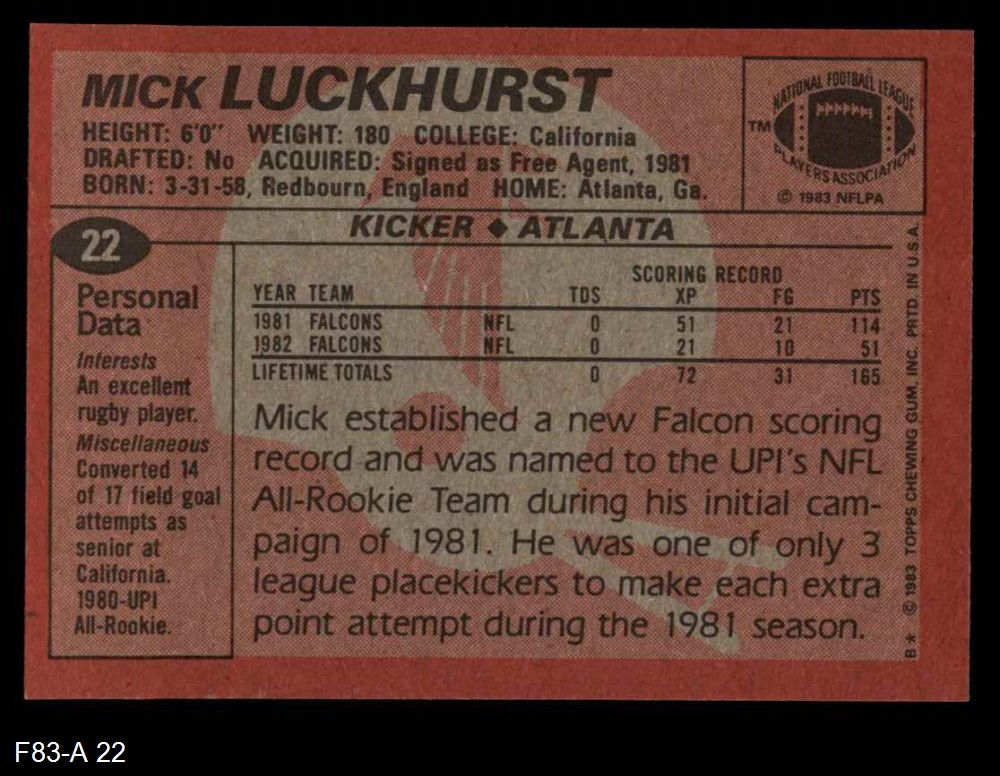 MICK LUCKHURST
HEIGHT: 6'0" WEIGHT: 180 COLLEGE: California
DRAFTED: No ACQUIRED: Signed as Free Agent, 1981
BORN: 3-31-58, Redbourn, England HOME: Atlanta, Ga.
NATIONAL FOOTBALL LEAGUE
TM
PLAYERS ASSOCIATION
© 1983 NFLPA
KICKER ◆ ATLANTA
22
Personal
Data
Interests
An excellent
rugby player.
Miscellaneous
Converted 14
of 17 field goal
attempts as
senior at
California.
1980-UPI
All-Rookie.
SCORING RECORD
YEAR TEAM TDS XP FG PTS
1981 FALCONS NFL 0 51 21 114
1982 FALCONS NFL 0 21 10 51
LIFETIME TOTALS 0 72 31 165
Mick established a new Falcon scoring
record and was named to the UPI's NFL
All-Rookie Team during his initial cam-
paign of 1981. He was one of only 3
league placekickers to make each extra
point attempt during the 1981 season.
B* © 1983 TOPPS CHEWING GUM, INC. PRTD. IN U.S.A.
F83-A 22